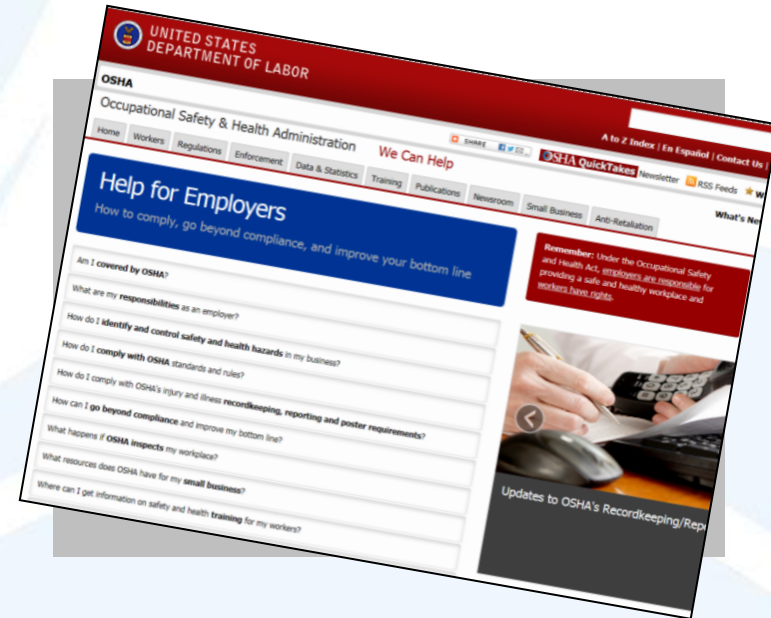 UNITED STATES
DEPARTMENT OF LABOR
A to Z Index | En Español | Contact Us |
OSHA
SHARE
OSHA QuickTakes Newsletter RSS Feeds
Occupational Safety & Health Administration We Can Help
What's Ne
Home Workers Regulations Enforcement Data & Statistics Training Publications Newsroom Small Business Anti-Retaliation
Help for Employers
How to comply, go beyond compliance, and improve your bottom line
Remember: Under the Occupational Safety
and Health Act, employers are responsible for
providing a safe and healthy workplace and
workers have rights.
Am I covered by OSHA?
What are my responsibilities as an employer?
How do I identify and control safety and health hazards in my business?
How do I comply with OSHA standards and rules?
How do I comply with OSHA's injury and illness recordkeeping, reporting and poster requirements?
How can I go beyond compliance and improve my bottom line?
What happens if OSHA inspects my workplace?
What resources does OSHA have for my small business?
Where can I get information on safety and health training for my workers?
Updates to OSHA's Recordkeeping/Rep